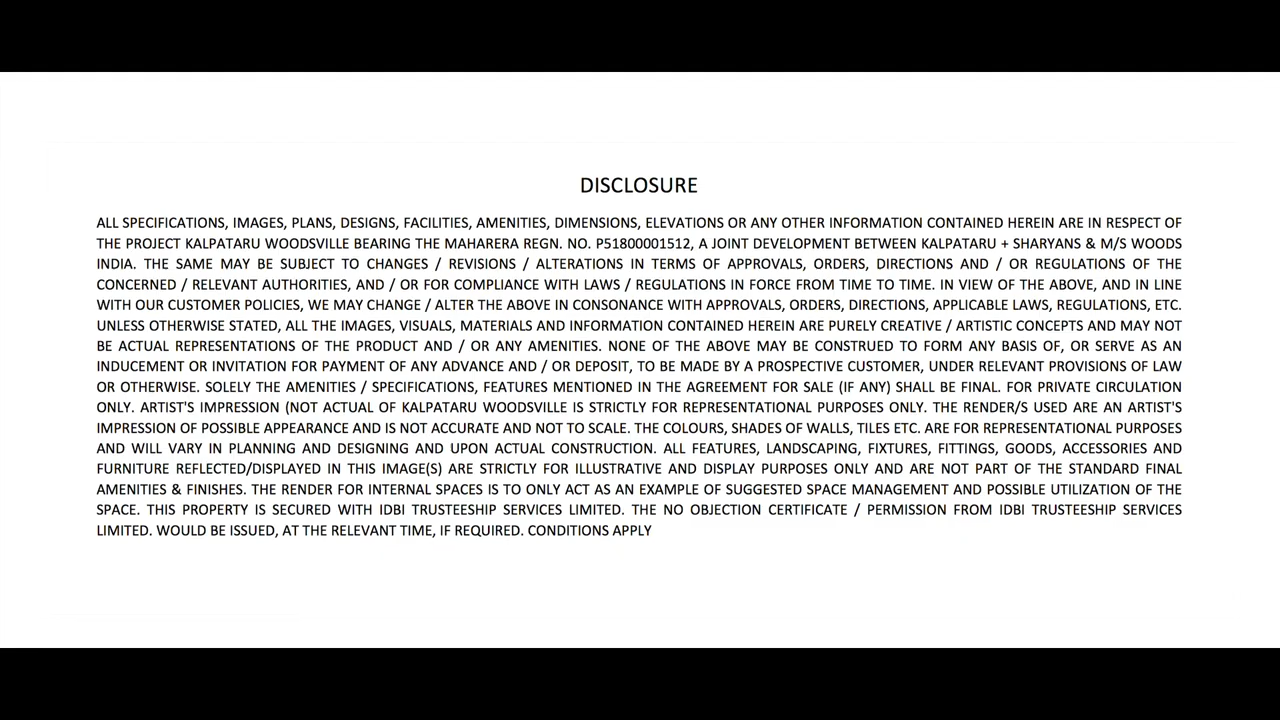 DISCLOSURE
ALL SPECIFICATIONS, IMAGES, PLANS, DESIGNS, FACILITIES, AMENITIES, DIMENSIONS, ELEVATIONS OR ANY OTHER INFORMATION CONTAINED HEREIN ARE IN RESPECT OF
THE PROJECT KALPATARU WOODSVILLE BEARING THE MAHARERA REGN. NO. P51800001512, A JOINT DEVELOPMENT BETWEEN KALPATARU + SHARYANS & M/S WOODS
INDIA. THE SAME MAY BE SUBJECT TO CHANGES / REVISIONS / ALTERATIONS IN TERMS OF APPROVALS, ORDERS, DIRECTIONS AND / OR REGULATIONS OF THE
CONCERNED / RELEVANT AUTHORITIES, AND / OR FOR COMPLIANCE WITH LAWS / REGULATIONS IN FORCE FROM TIME TO TIME. IN VIEW OF THE ABOVE, AND IN LINE
WITH OUR CUSTOMER POLICIES, WE MAY CHANGE / ALTER THE ABOVE IN CONSONANCE WITH APPROVALS, ORDERS, DIRECTIONS, APPLICABLE LAWS, REGULATIONS, ETC.
UNLESS OTHERWISE STATED, ALL THE IMAGES, VISUALS, MATERIALS AND INFORMATION CONTAINED HEREIN ARE PURELY CREATIVE / ARTISTIC CONCEPTS AND MAY NOT
BE ACTUAL REPRESENTATIONS OF THE PRODUCT AND / OR ANY AMENITIES. NONE OF THE ABOVE MAY BE CONSTRUED TO FORM ANY BASIS OF, OR SERVE AS AN
INDUCEMENT OR INVITATION FOR PAYMENT OF ANY ADVANCE AND / OR DEPOSIT, TO BE MADE BY A PROSPECTIVE CUSTOMER, UNDER RELEVANT PROVISIONS OF LAW
OR OTHERWISE. SOLELY THE AMENITIES / SPECIFICATIONS, FEATURES MENTIONED IN THE AGREEMENT FOR SALE (IF ANY) SHALL BE FINAL. FOR PRIVATE CIRCULATION
ONLY. ARTIST'S IMPRESSION (NOT ACTUAL OF KALPATARU WOODSVILLE IS STRICTLY FOR REPRESENTATIONAL PURPOSES ONLY. THE RENDER/S USED ARE AN ARTIST'S
IMPRESSION OF POSSIBLE APPEARANCE AND IS NOT ACCURATE AND NOT TO SCALE. THE COLOURS, SHADES OF WALLS, TILES ETC. ARE FOR REPRESENTATIONAL PURPOSES
AND WILL VARY IN PLANNING AND DESIGNING AND UPON ACTUAL CONSTRUCTION. ALL FEATURES, LANDSCAPING, FIXTURES, FITTINGS, GOODS, ACCESSORIES AND
FURNITURE REFLECTED/DISPLAYED IN THIS IMAGE(S) ARE STRICTLY FOR ILLUSTRATIVE AND DISPLAY PURPOSES ONLY AND ARE NOT PART OF THE STANDARD FINAL
AMENITIES & FINISHES. THE RENDER FOR INTERNAL SPACES IS TO ONLY ACT AS AN EXAMPLE OF SUGGESTED SPACE MANAGEMENT AND POSSIBLE UTILIZATION OF THE
SPACE. THIS PROPERTY IS SECURED WITH IDBI TRUSTEESHIP SERVICES LIMITED. THE NO OBJECTION CERTIFICATE / PERMISSION FROM IDBI TRUSTEESHIP SERVICES
LIMITED. WOULD BE ISSUED, AT THE RELEVANT TIME, IF REQUIRED. CONDITIONS APPLY